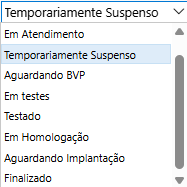 Temporariamente Suspenso
Em Atendimento
Temporariamente Suspenso
Aguardando BVP
Em testes
Testado
Em Homologação
Aguardando Implantação
Finalizado